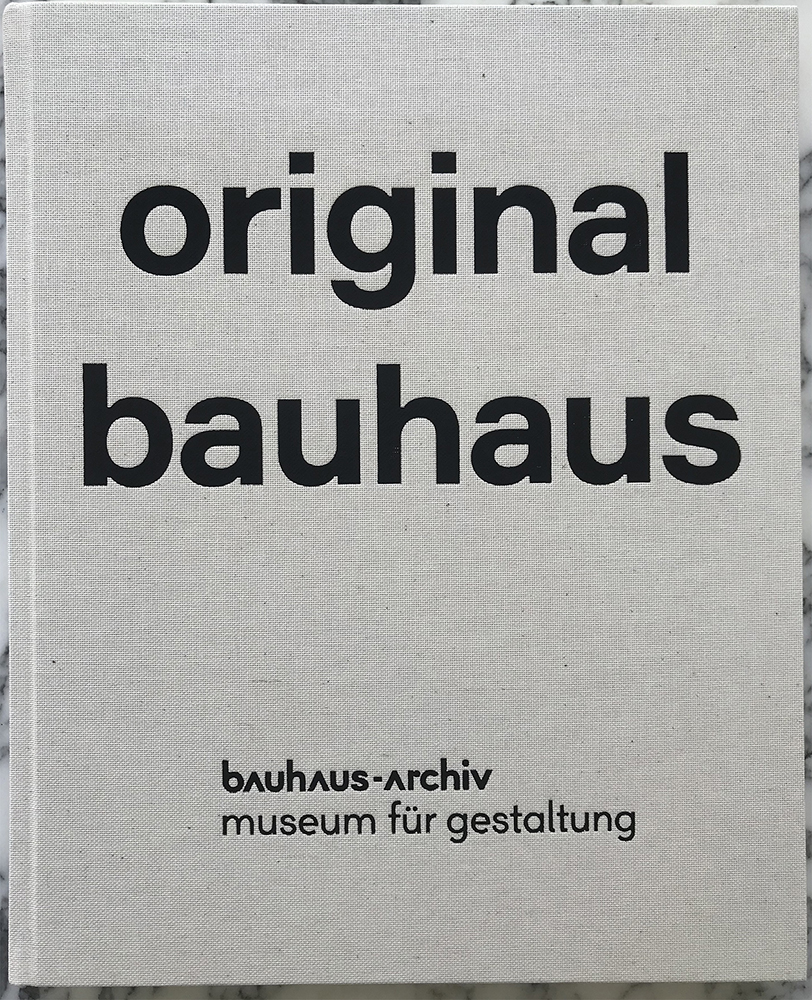 original
bauhaus
bauhaus-archiv
museum für gestaltung